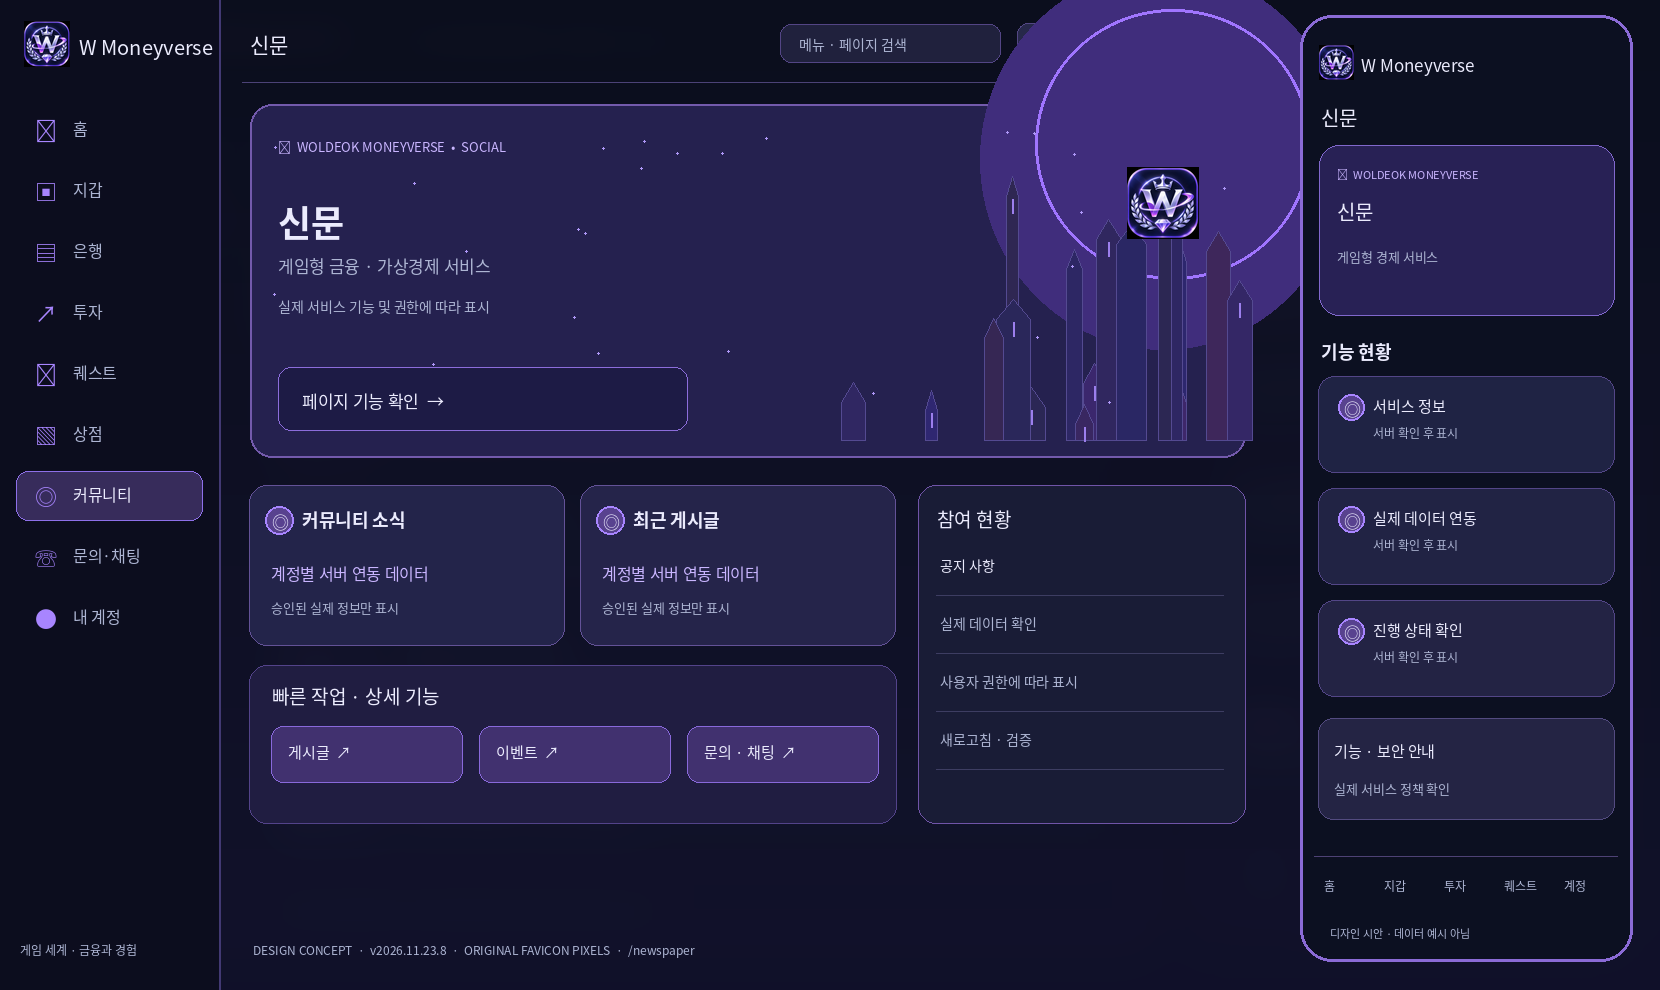 W Moneyverse
홈
지갑
은행
투자
퀘스트
상점
커뮤니티
문의·채팅
내 계정
게임 세계 · 금융과 경험
신문
메뉴 · 페이지 검색
WOLDEOK MONEYVERSE • SOCIAL
신문
게임형 금융 · 가상경제 서비스
실제 서비스 기능 및 권한에 따라 표시
페이지 기능 확인 →
W
커뮤니티 소식
계정별 서버 연동 데이터
승인된 실제 정보만 표시
최근 게시글
계정별 서버 연동 데이터
승인된 실제 정보만 표시
참여 현황
공지 사항
실제 데이터 확인
사용자 권한에 따라 표시
새로고침 · 검증
빠른 작업 · 상세 기능
게시글 ↗
이벤트 ↗
문의 · 채팅 ↗
DESIGN CONCEPT · v2026.11.23.8 · ORIGINAL FAVICON PIXELS · /newspaper
W Moneyverse
신문
WOLDEOK MONEYVERSE
신문
게임형 경제 서비스
기능 현황
서비스 정보
서버 확인 후 표시
실제 데이터 연동
서버 확인 후 표시
진행 상태 확인
서버 확인 후 표시
기능 · 보안 안내
실제 서비스 정책 확인
홈 지갑 투자 퀘스트 계정
디자인 시안 · 데이터 예시 아님